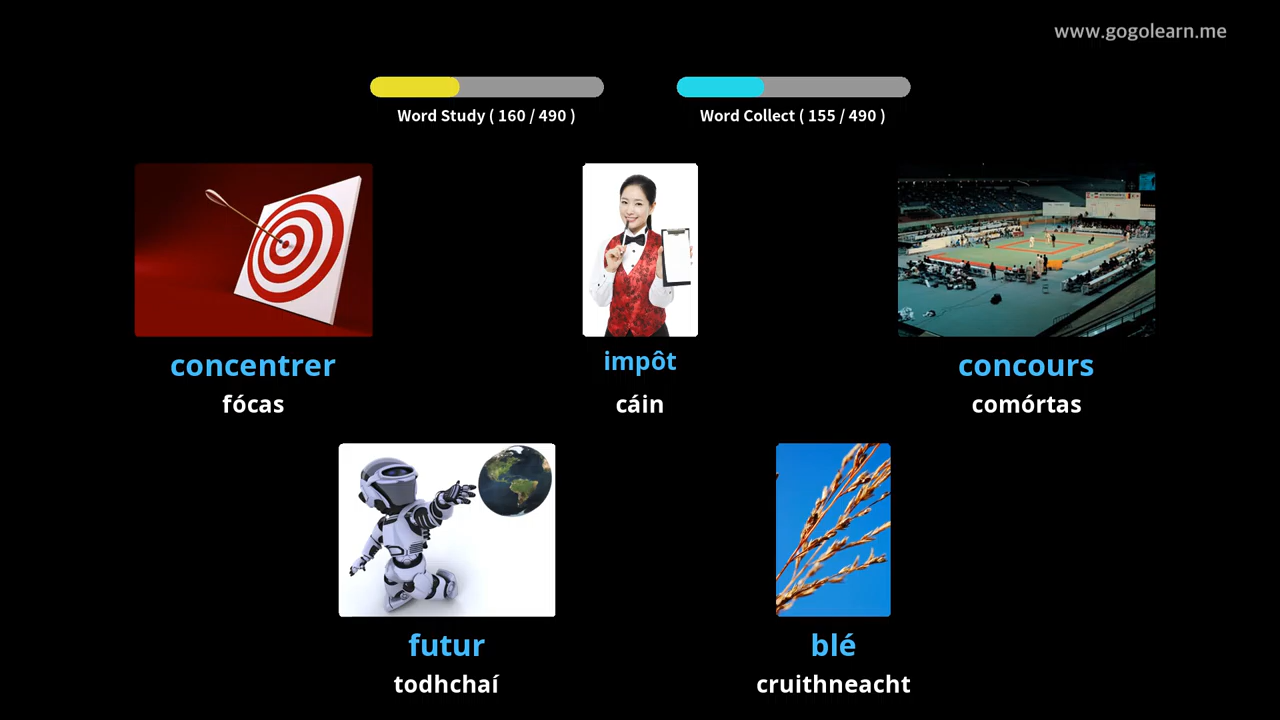 www.gogolearn.me
Word Study ( 160 / 490 )
Word Collect ( 155 / 490 )
concentrer
fócas
impôt
cáin
concours
comórtas
futur
todhchaí
blé
cruithneacht